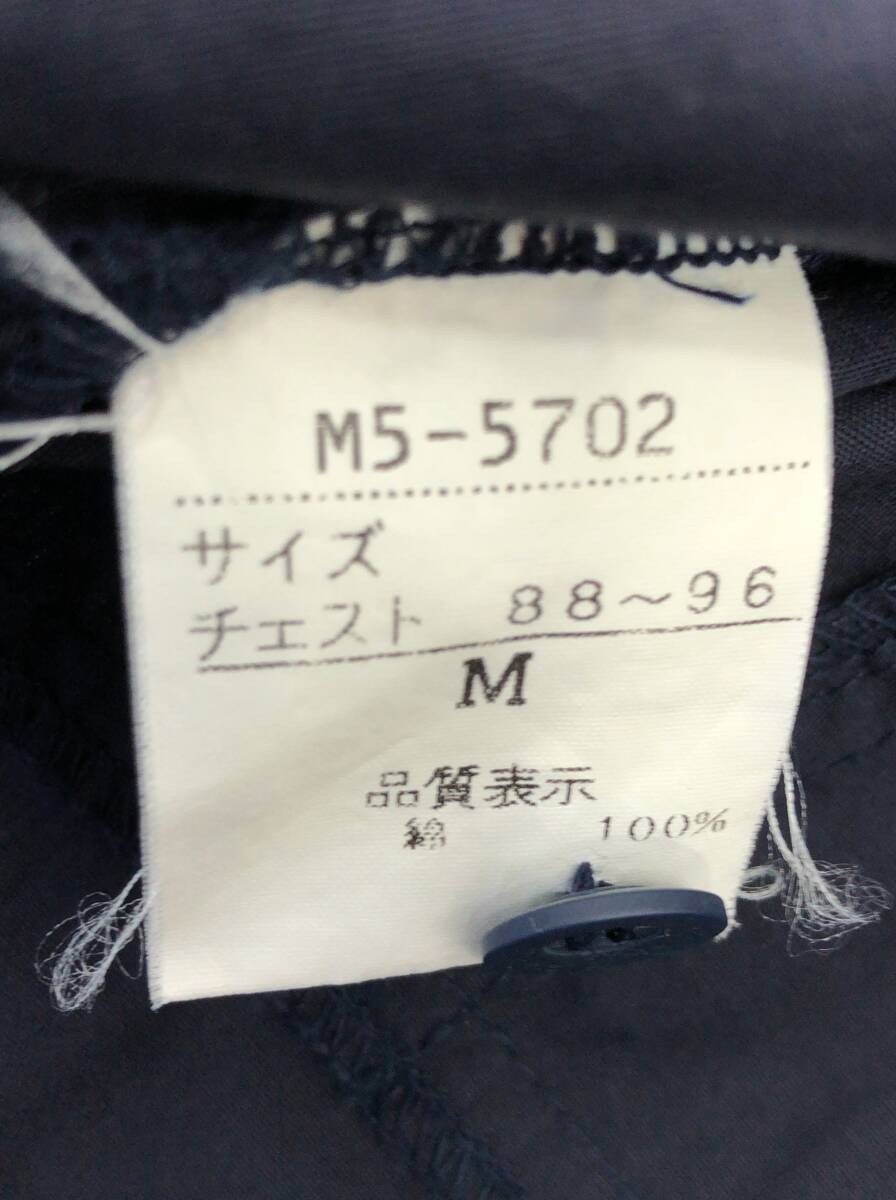 M5-5702
サイズ
チェスト 88〜96
M
品質表示
綿 100%